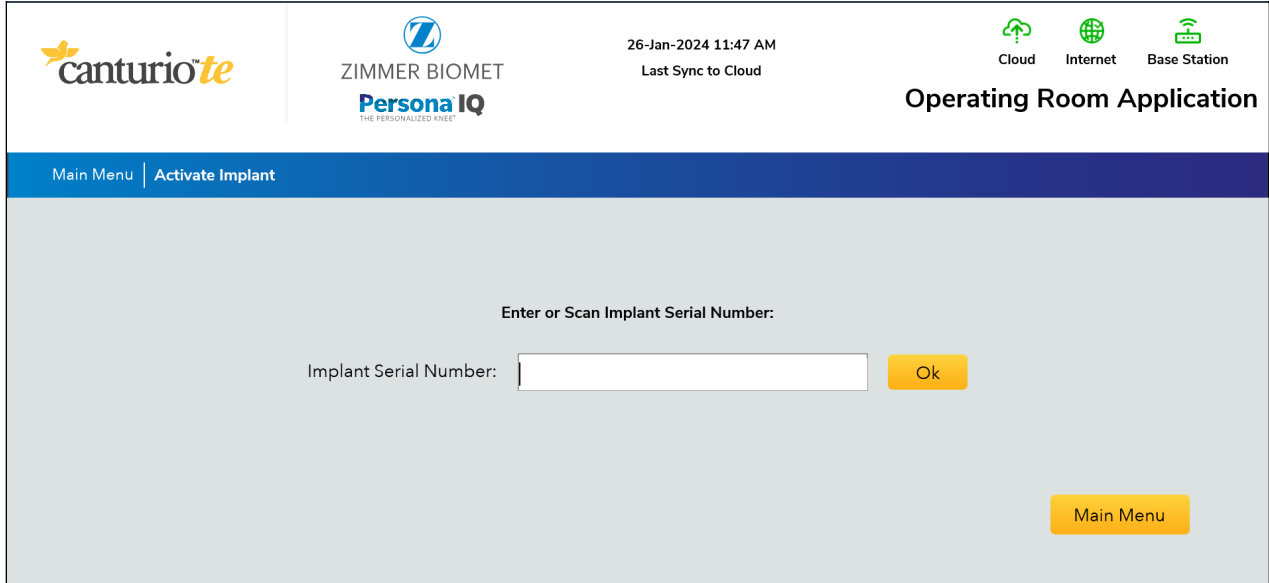 canturio™te
ZIMMER BIOMET
Persona IQ
THE PERSONALIZED KNEE®
26-Jan-2024 11:47 AM
Last Sync to Cloud
Cloud Internet Base Station
Operating Room Application
Main Menu Activate Implant
Enter or Scan Implant Serial Number:
Implant Serial Number: Ok
Main Menu